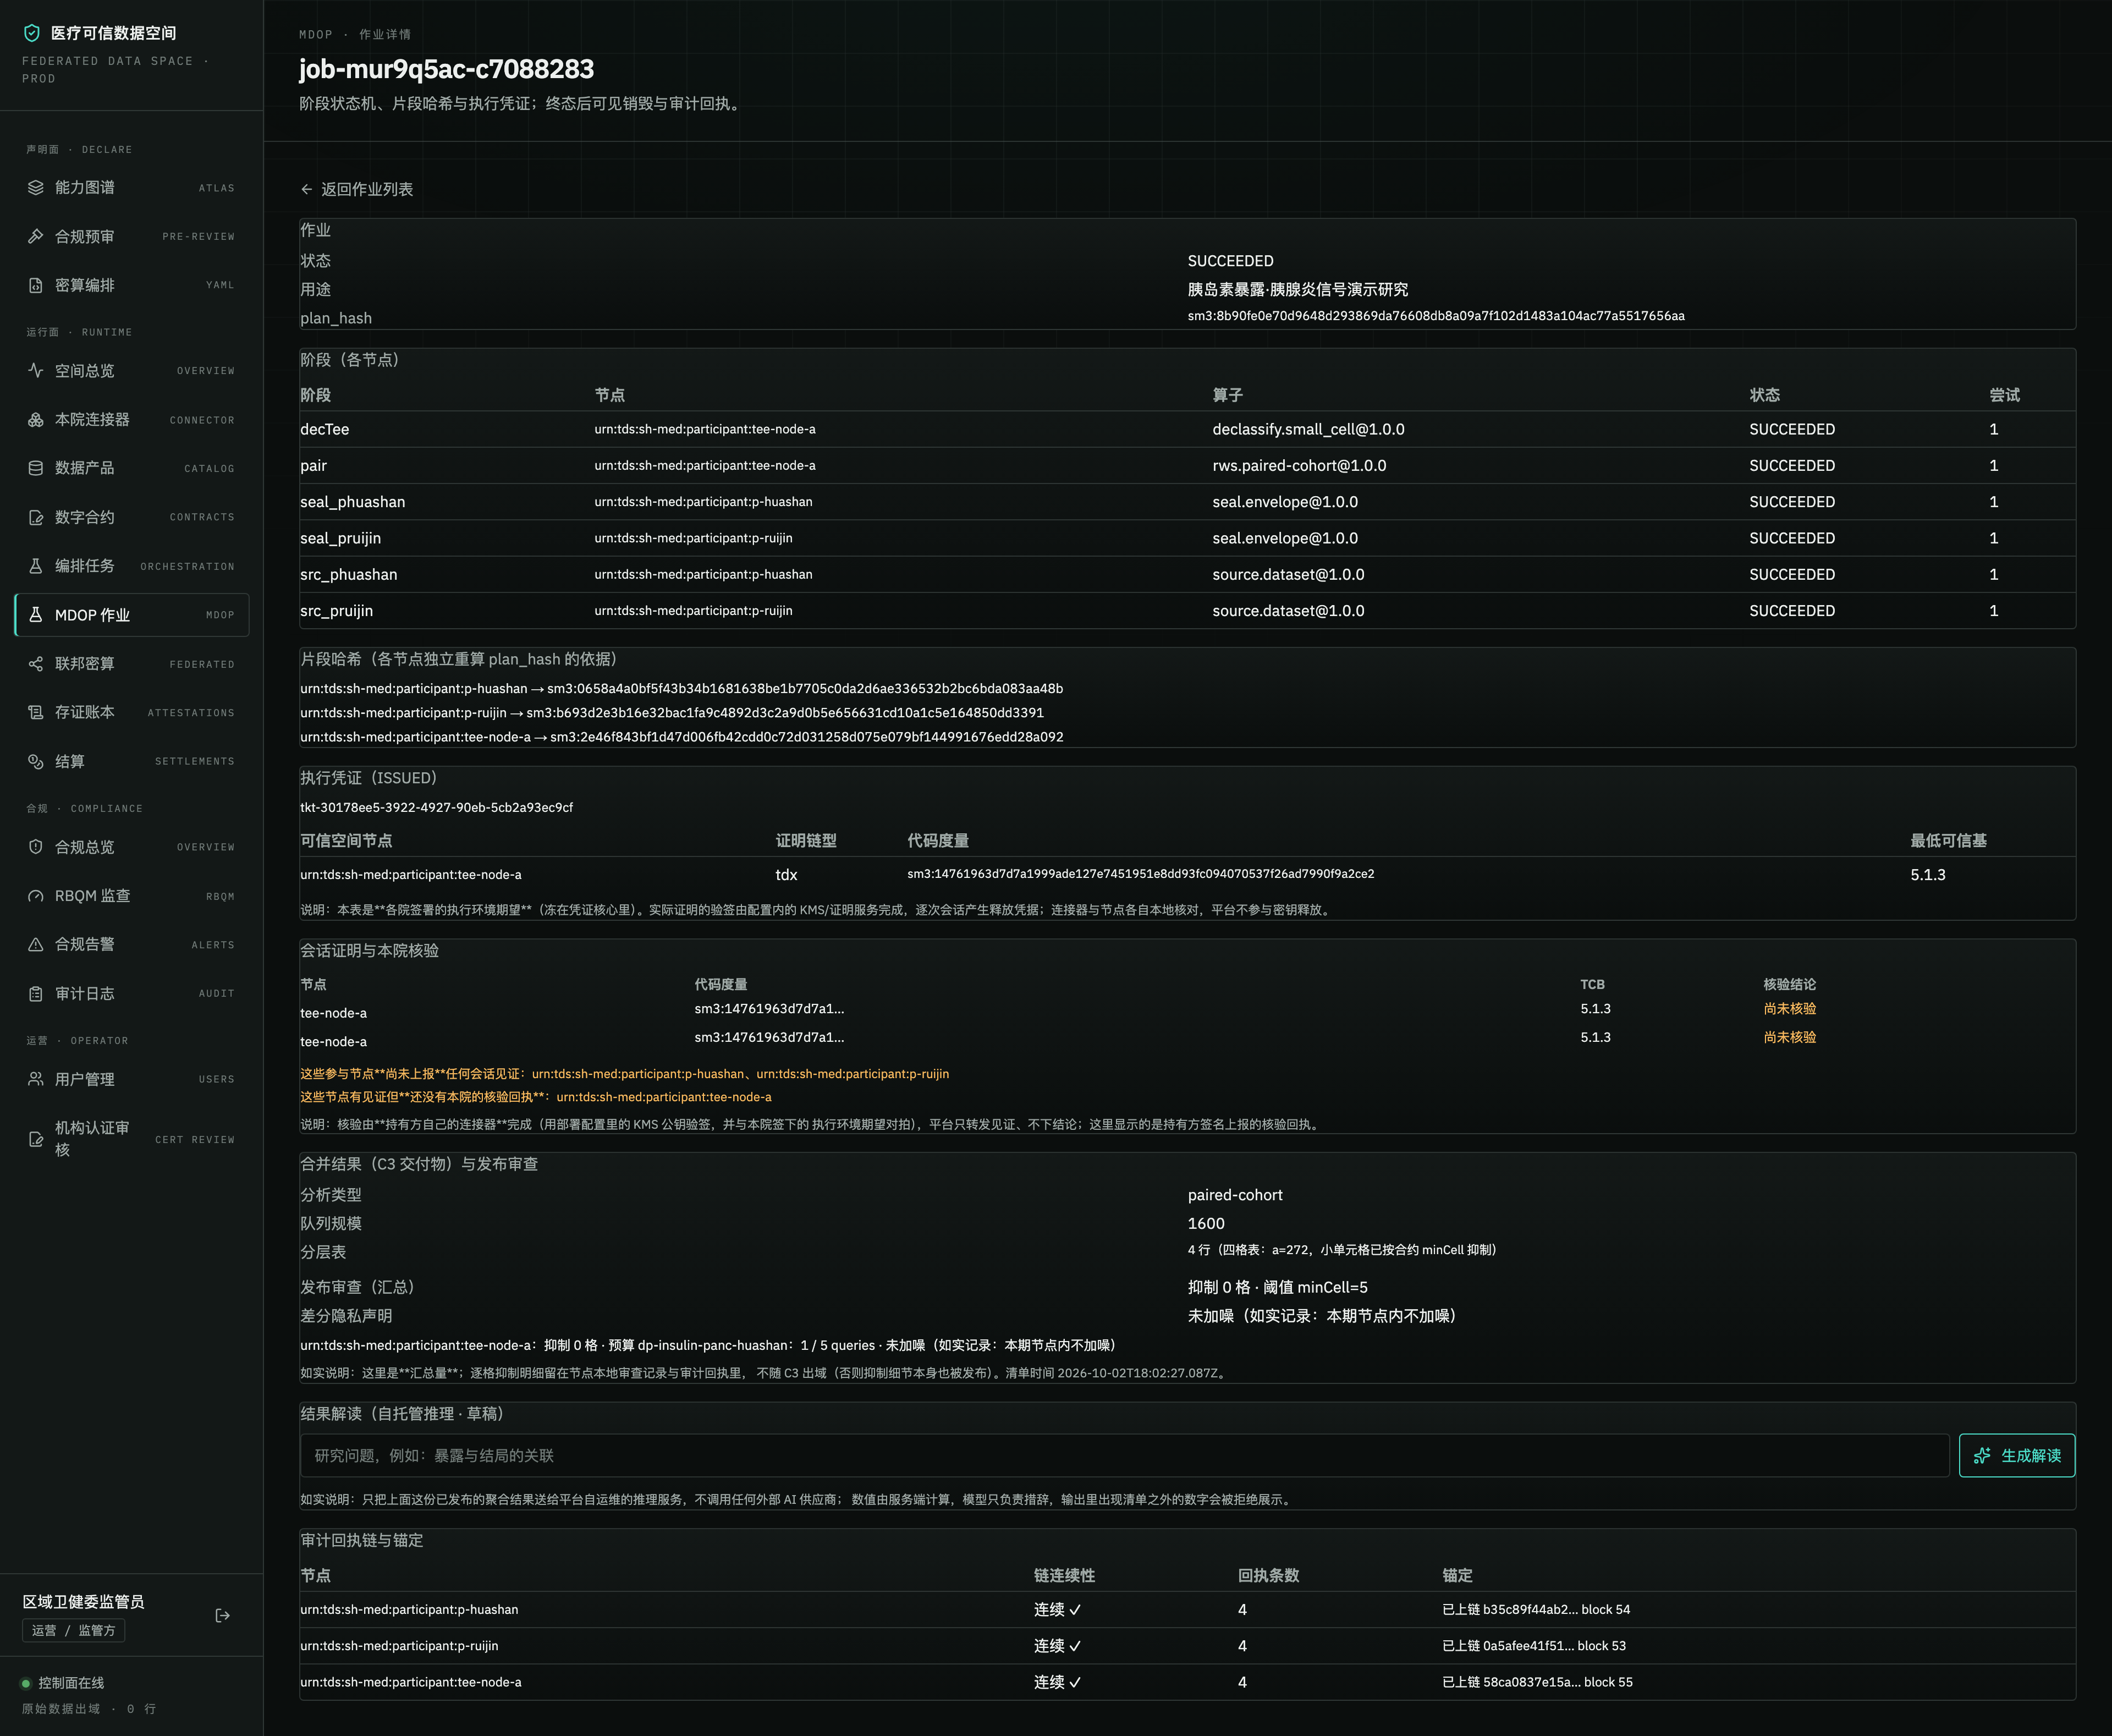 医疗可信数据空间
FEDERATED DATA SPACE ·
PROD
声明面 · DECLARE
能力图谱 ATLAS
合规预审 PRE-REVIEW
密算编排 YAML
运行面 · RUNTIME
空间总览 OVERVIEW
本院连接器 CONNECTOR
数据产品 CATALOG
数字合约 CONTRACTS
编排任务 ORCHESTRATION
MDOP 作业 MDOP
联邦密算 FEDERATED
存证账本 ATTESTATIONS
结算 SETTLEMENTS
合规 · COMPLIANCE
合规总览 OVERVIEW
RBQM 监查 RBQM
合规告警 ALERTS
审计日志 AUDIT
运营 · OPERATOR
用户管理 USERS
机构认证审
核 CERT REVIEW
区域卫健委监管员
运营 / 监管方
控制面在线
原始数据出域 · 0 行
MDOP · 作业详情
job-mur9q5ac-c7088283
阶段状态机、片段哈希与执行凭证；终态后可见销毁与审计回执。
← 返回作业列表
作业
状态 SUCCEEDED
用途 胰岛素暴露·胰腺炎信号演示研究
plan_hash sm3:8b90fe0e70d9648d293869da76608db8a09a7f102d1483a104ac77a5517656aa
阶段（各节点）
阶段 节点 算子 状态 尝试
decTee urn:tds:sh-med:participant:tee-node-a declassify.small_cell@1.0.0 SUCCEEDED 1
pair urn:tds:sh-med:participant:tee-node-a rws.paired-cohort@1.0.0 SUCCEEDED 1
seal_phuashan urn:tds:sh-med:participant:p-huashan seal.envelope@1.0.0 SUCCEEDED 1
seal_pruijin urn:tds:sh-med:participant:p-ruijin seal.envelope@1.0.0 SUCCEEDED 1
src_phuashan urn:tds:sh-med:participant:p-huashan source.dataset@1.0.0 SUCCEEDED 1
src_pruijin urn:tds:sh-med:participant:p-ruijin source.dataset@1.0.0 SUCCEEDED 1
片段哈希（各节点独立重算 plan_hash 的依据）
urn:tds:sh-med:participant:p-huashan → sm3:0658a4a0bf5f43b34b1681638be1b7705c0da2d6ae336532b2bc6bda083aa48b
urn:tds:sh-med:participant:p-ruijin → sm3:b693d2e3b16e32bac1fa9c4892d3c2a9d0b5e656631cd10a1c5e164850dd3391
urn:tds:sh-med:participant:tee-node-a → sm3:2e46f843bf1d47d006fb42cdd0c72d031258d075e079bf144991676edd28a092
执行凭证（ISSUED）
tkt-30178ee5-3922-4927-90eb-5cb2a93ec9cf
可信空间节点 证明链型 代码度量 最低可信基
urn:tds:sh-med:participant:tee-node-a tdx sm3:14761963d7d7a1999ade127e7451951e8dd93fc094070537f26ad7990f9a2ce2 5.1.3
说明：本表是**各院签署的执行环境期望**（冻在凭证核心里）。实际证明的验签由配置内的 KMS/证明服务完成，逐次会话产生释放凭据；连接器与节点各自本地核对，平台不参与密钥释放。
会话证明与本院核验
节点 代码度量 TCB 核验结论
tee-node-a sm3:14761963d7d7a1... 5.1.3 尚未核验
tee-node-a sm3:14761963d7d7a1... 5.1.3 尚未核验
这些参与节点**尚未上报**任何会话见证：urn:tds:sh-med:participant:p-huashan、urn:tds:sh-med:participant:p-ruijin
这些节点有见证但**还没有本院的核验回执**：urn:tds:sh-med:participant:tee-node-a
说明：核验由**持有方自己的连接器**完成（用部署配置里的 KMS 公钥验签，并与本院签下的 执行环境期望对拍），平台只转发见证、不下结论；这里显示的是持有方签名上报的核验回执。
合并结果（C3 交付物）与发布审查
分析类型 paired-cohort
队列规模 1600
分层表 4 行（四格表：a=272，小单元格已按合约 minCell 抑制）
发布审查（汇总） 抑制 0 格 · 阈值 minCell=5
差分隐私声明 未加噪（如实记录：本期节点内不加噪）
urn:tds:sh-med:participant:tee-node-a：抑制 0 格 · 预算 dp-insulin-panc-huashan：1 / 5 queries · 未加噪（如实记录：本期节点内不加噪）
如实说明：这里是**汇总量**；逐格抑制明细留在节点本地审查记录与审计回执里， 不随 C3 出域（否则抑制细节本身也被发布）。清单时间 2026-10-02T18:02:27.087Z。
结果解读（自托管推理 · 草稿）
研究问题，例如：暴露与结局的关联 生成解读
如实说明：只把上面这份已发布的聚合结果送给平台自运维的推理服务，不调用任何外部 AI 供应商； 数值由服务端计算，模型只负责措辞，输出里出现清单之外的数字会被拒绝展示。
审计回执链与锚定
节点 链连续性 回执条数 锚定
urn:tds:sh-med:participant:p-huashan 连续 ✓ 4 已上链 b35c89f44ab2... block 54
urn:tds:sh-med:participant:p-ruijin 连续 ✓ 4 已上链 0a5afee41f51... block 53
urn:tds:sh-med:participant:tee-node-a 连续 ✓ 4 已上链 58ca0837e15a... block 55